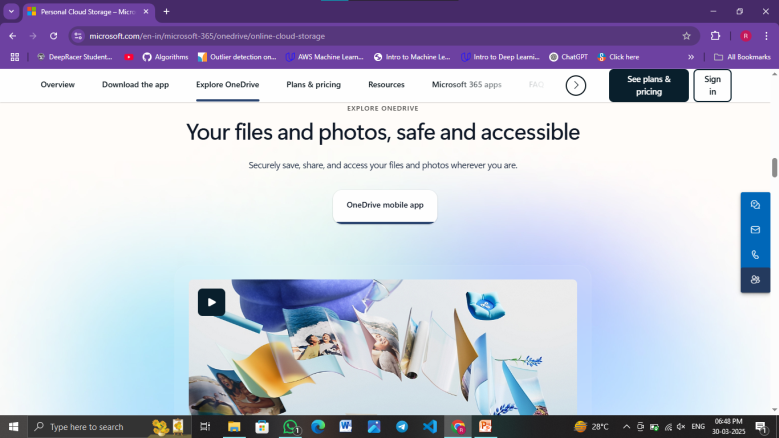 Personal Cloud Storage – Micro
microsoft.com/en-in/microsoft-365/onedrive/online-cloud-storage
R
DeepRacer Student...
Algorithms
Outlier detection on...
AWS Machine Learn...
Intro to Machine Le...
Intro to Deep Learni...
ChatGPT
Click here
All Bookmarks
Overview
Download the app
Explore OneDrive
Plans & pricing
Resources
Microsoft 365 apps
FAQ
See plans &
pricing
Sign
in
EXPLORE ONEDRIVE
Your files and photos, safe and accessible
Securely save, share, and access your files and photos wherever you are.
OneDrive mobile app
Type here to search
1
28°C
ENG
06:48 PM
30-03-2025
1